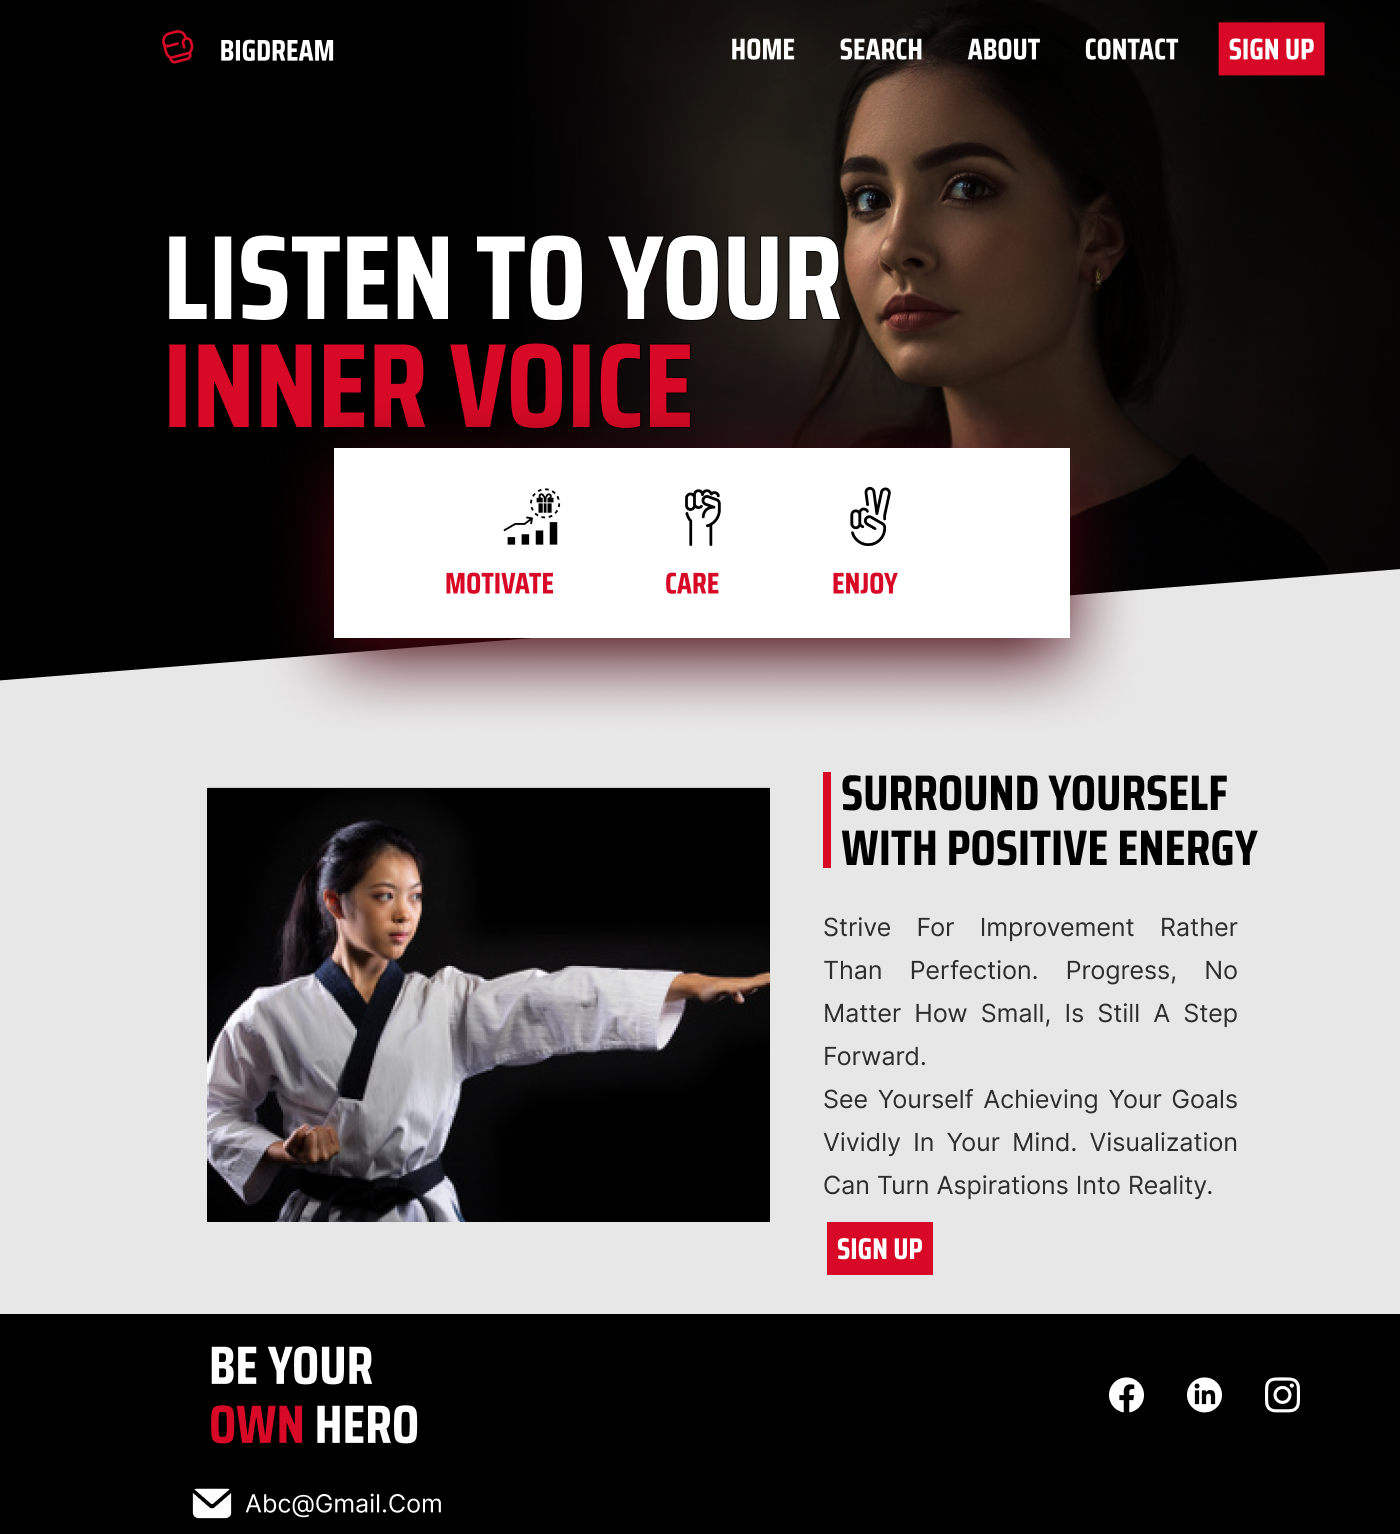 BIGDREAM
HOME SEARCH ABOUT CONTACT SIGN UP
LISTEN TO YOUR
INNER VOICE
MOTIVATE CARE ENJOY
SURROUND YOURSELF
WITH POSITIVE ENERGY
Strive For Improvement Rather
Than Perfection. Progress, No
Matter How Small, Is Still A Step
Forward.
See Yourself Achieving Your Goals
Vividly In Your Mind. Visualization
Can Turn Aspirations Into Reality.
SIGN UP
BE YOUR
OWN HERO
Abc@Gmail.Com